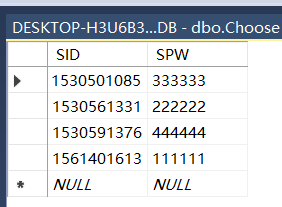 DESKTOP-H3U6B3...DB - dbo.Choose
SID SPW
1530501085 333333
1530561331 222222
1530591376 444444
1561401613 111111
* NULL NULL